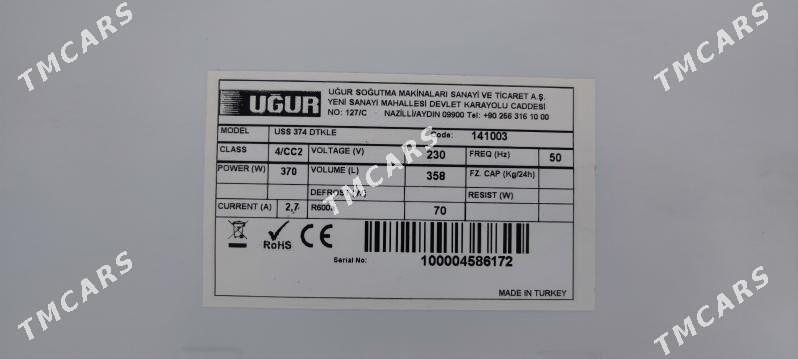 UĞUR
UĞUR SOĞUTMA MAKİNALARI SANAYİ VE TİCARET A.Ş.
YENİ SANAYİ MAHALLESİ DEVLET KARAYOLU CADDESİ
NO: 127/C NAZİLLİ/AYDIN 09900 Tel: +90 256 316 10 00
MODEL USS 374 DTKLE Code: 141003
CLASS 4/CC2 VOLTAGE (V) 230 FREQ (Hz) 50
POWER (W) 370 VOLUME (L) 358 FZ. CAP (Kg/24h)
DEFROST RESIST (W)
CURRENT (A) 2,7 70
RoHS CE
Serial No: 100004586172
MADE IN TURKEY
TMCARS
TMCARS
TMCARS
TMCARS
TMCARS